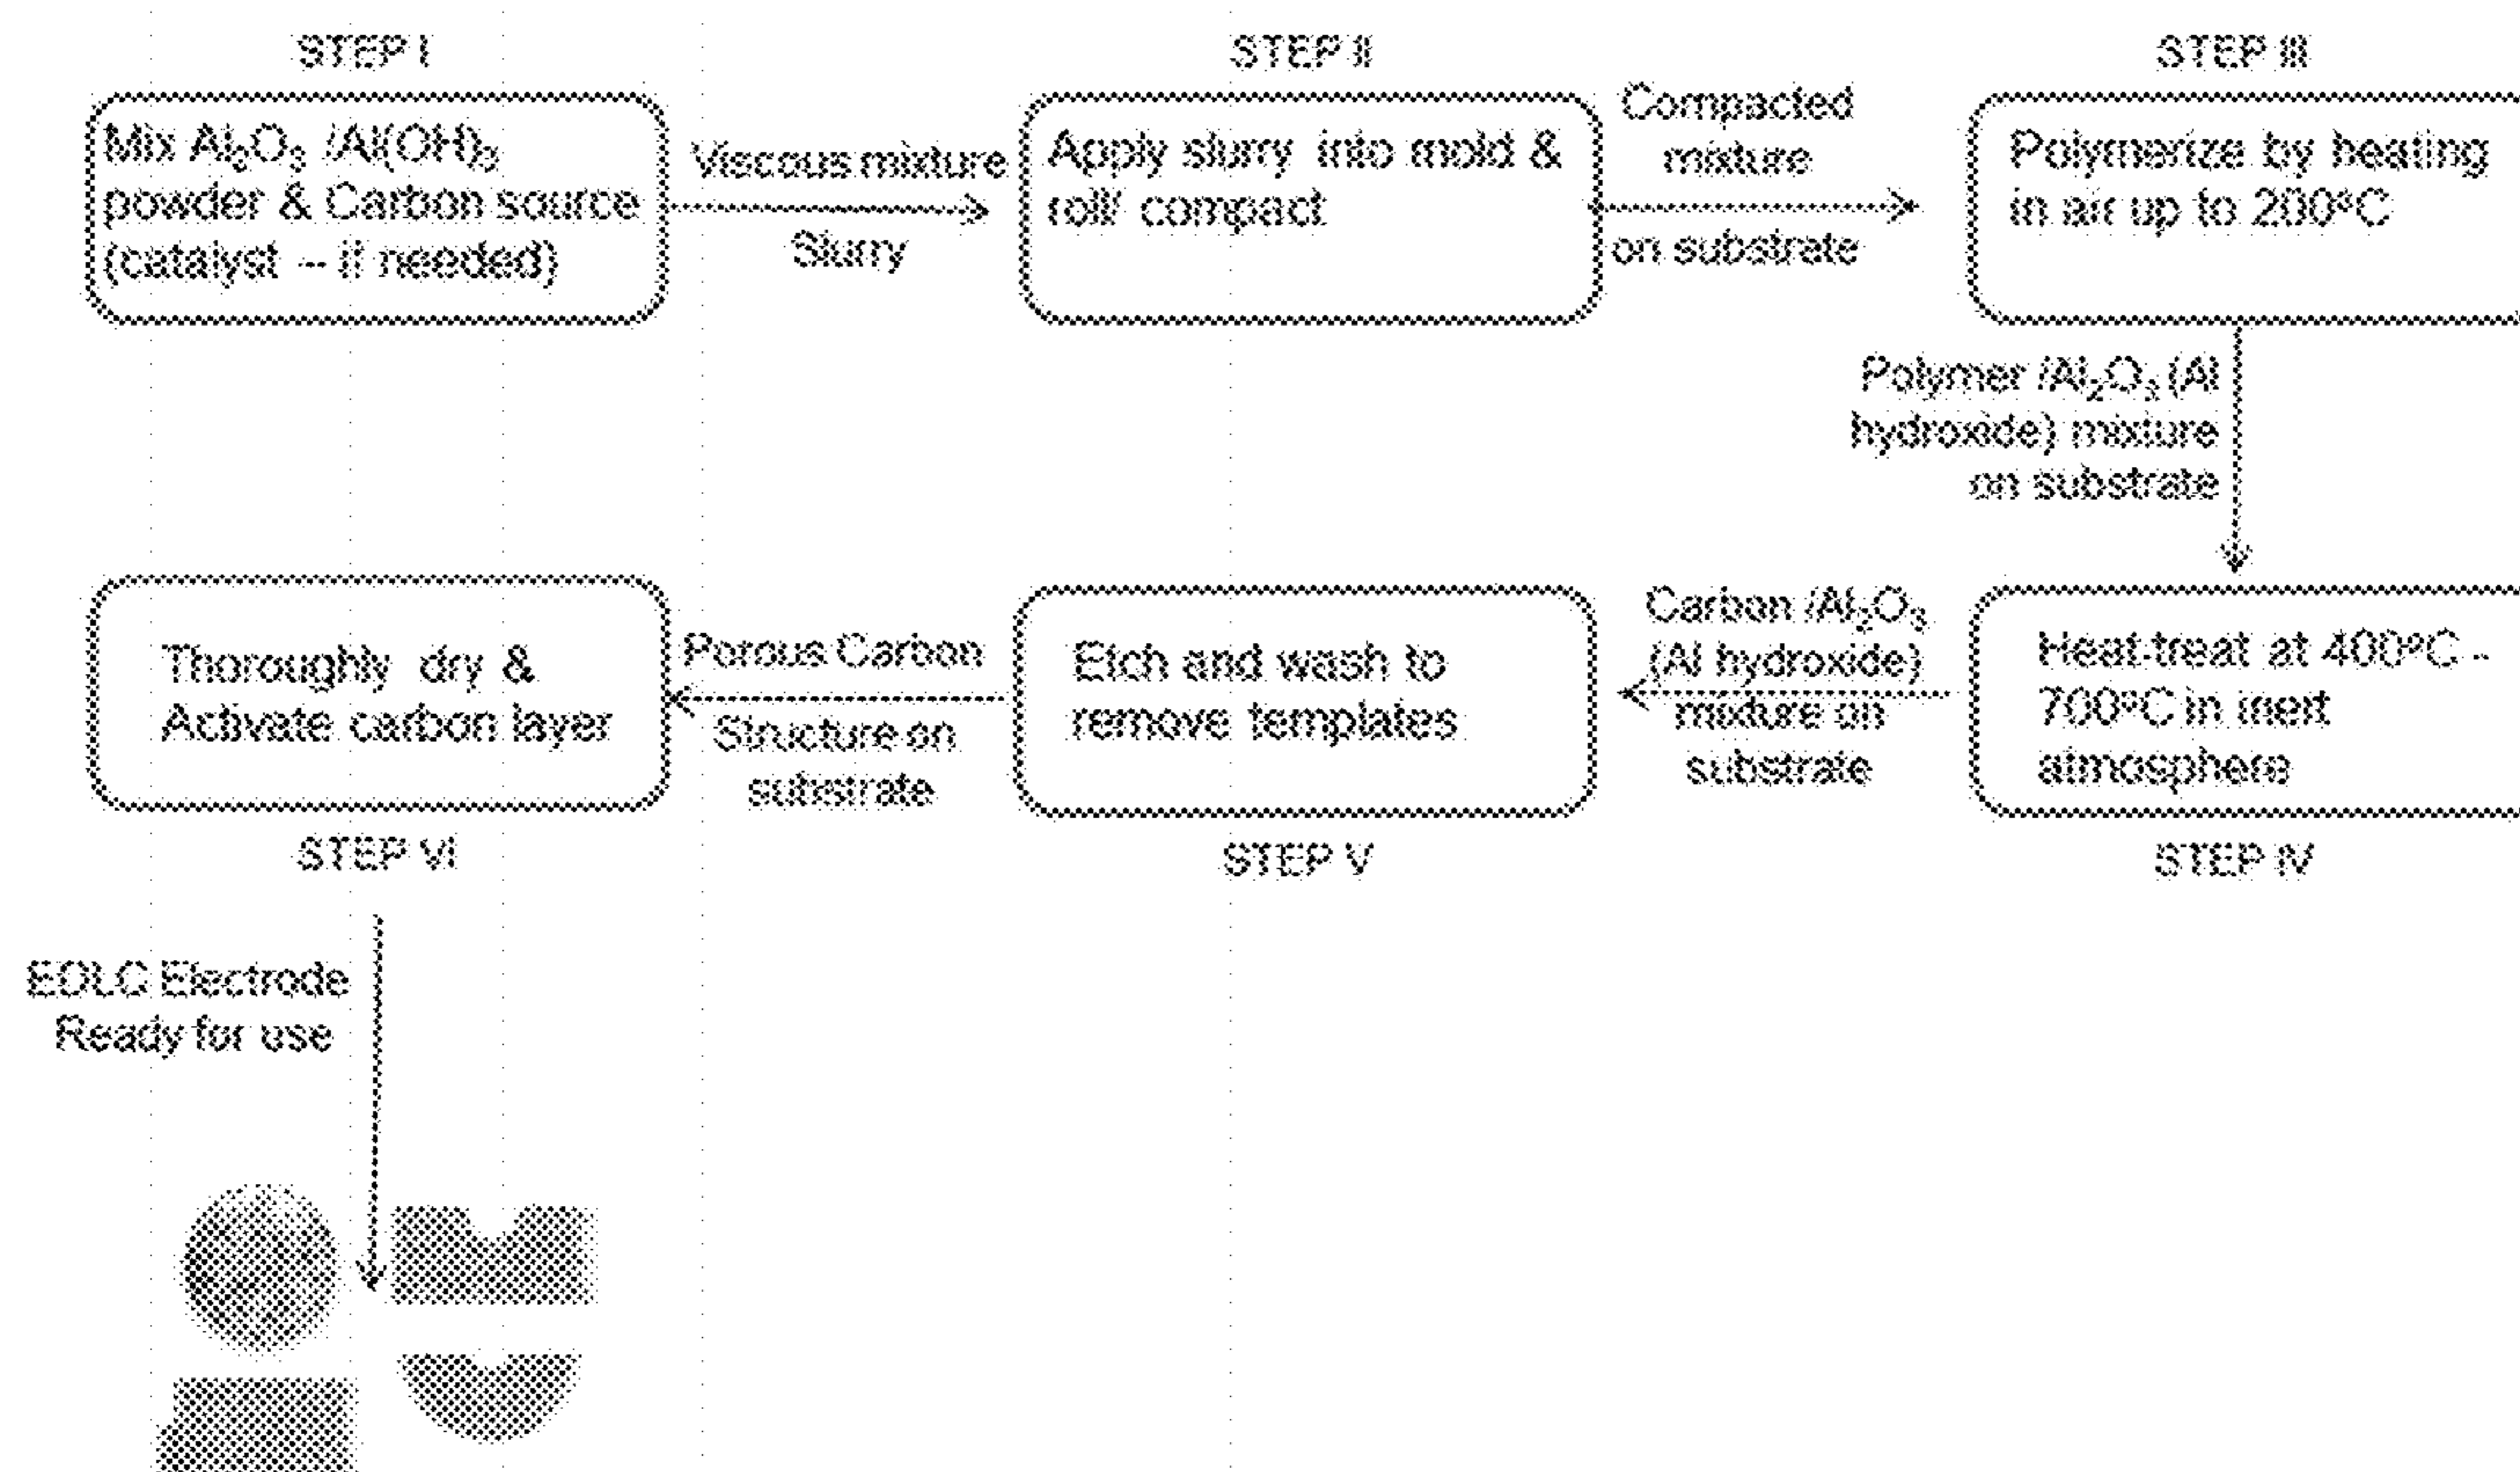 STEP I
Mix Al₂O₃ /Al(OH)₃
powder & Carbon source
(catalyst – if needed)
Viscous mixture
Slurry
STEP II
Apply slurry into mold &
roll/ compact
Compacted
mixture
on substrate
STEP III
Polymerize by heating
in air up to 200ºC
Polymer /Al₂O₃ (Al
hydroxide) mixture
on substrate
Heat-treat at 400ºC -
700ºC in inert
atmosphere
STEP IV
Carbon /Al₂O₃
(Al hydroxide)
mixture on
substrate
Etch and wash to
remove templates
STEP V
Porous Carbon
Structure on
substrate
Thoroughly dry &
Activate carbon layer
STEP VI
EDLC Electrode
Ready for use